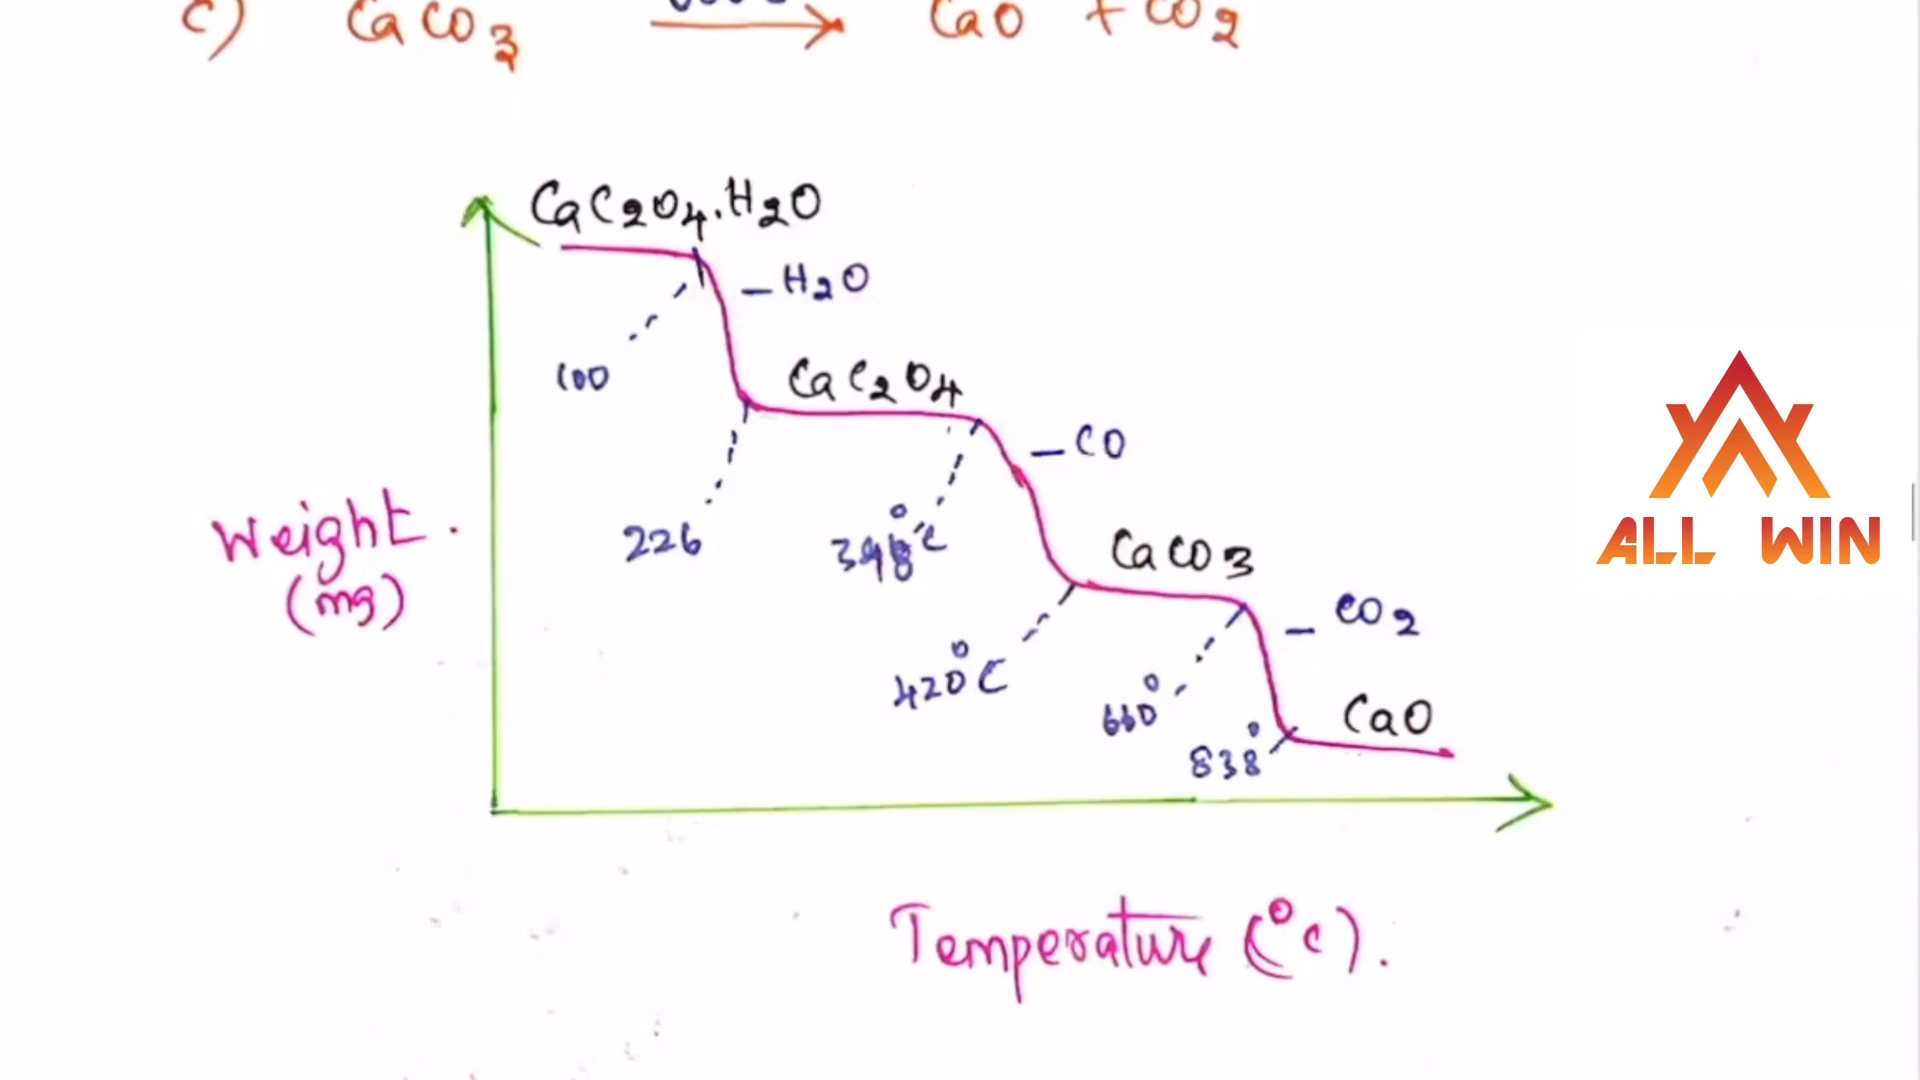 c) CaCO3 → CaO + CO2
CaC2O4.H2O
- H2O
100
CaC2O4
- CO
Weight.
(mg)
226
398°C
CaCO3
- CO2
420°C
660°
838°
CaO
Temperature (°C).
ALL WIN